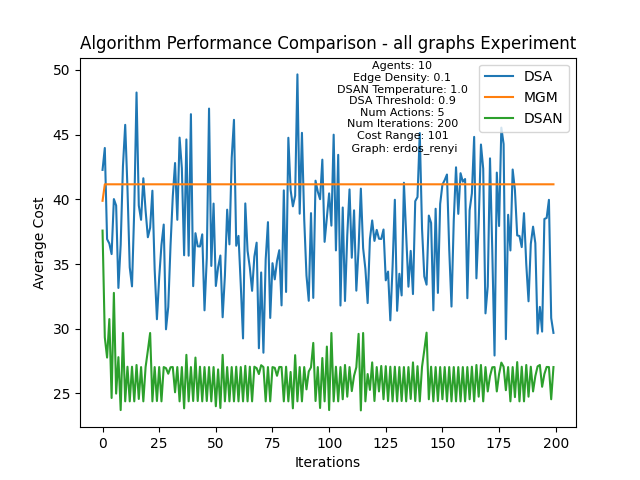 Algorithm Performance Comparison - all graphs Experiment
Agents: 10
Edge Density: 0.1
DSAN Temperature: 1.0
DSA Threshold: 0.9
Num Actions: 5
Num Iterations: 200
Cost Range: 101
Graph: erdos_renyi
DSA
MGM
DSAN
Average Cost
50
45
40
35
30
25
0
25
50
75
100
125
150
175
200
Iterations